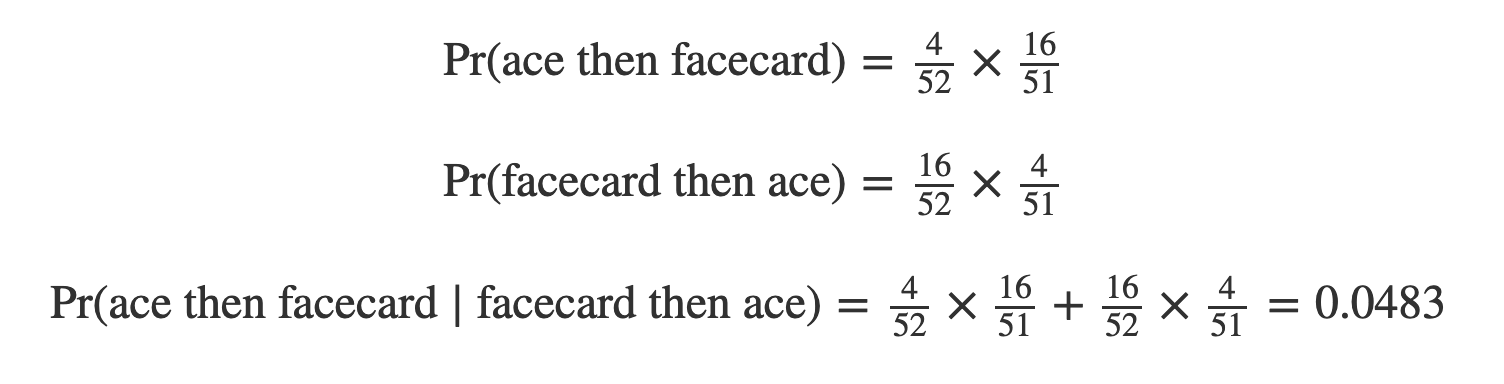 Pr(ace then facecard) = 4/52 × 16/51
Pr(facecard then ace) = 16/52 × 4/51
Pr(ace then facecard | facecard then ace) = 4/52 × 16/51 + 16/52 × 4/51 = 0.0483